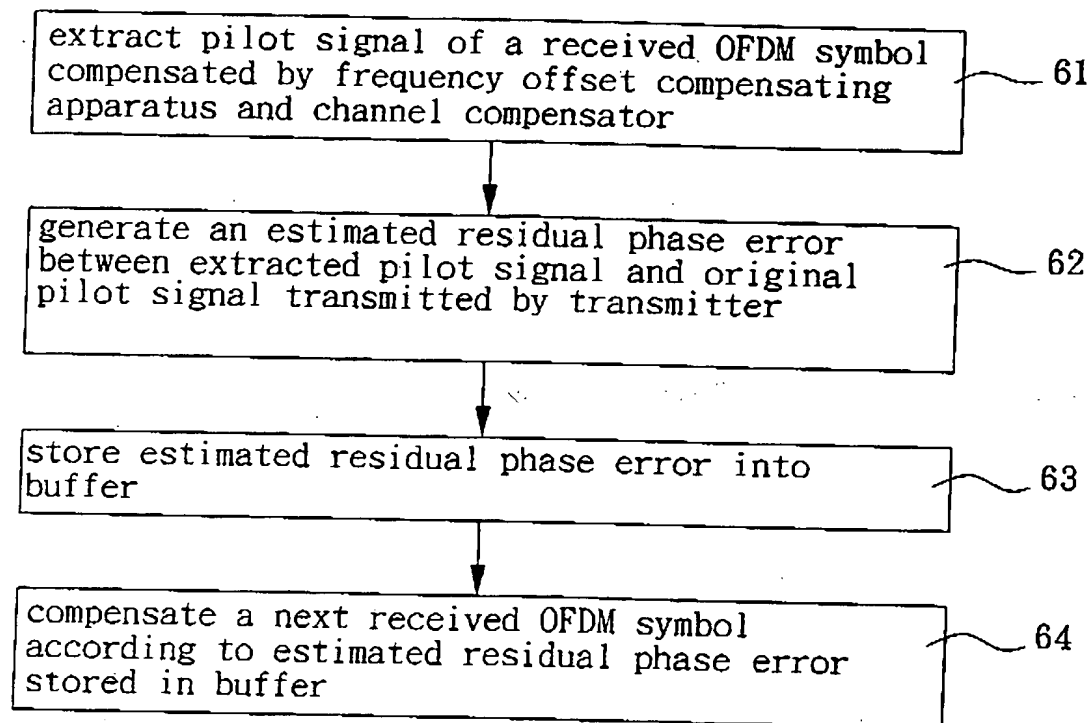 extract pilot signal of a received OFDM symbol
compensated by frequency offset compensating
apparatus and channel compensator
61
generate an estimated residual phase error
between extracted pilot signal and original
pilot signal transmitted by transmitter
62
store estimated residual phase error into
buffer
63
compensate a next received OFDM symbol
according to estimated residual phase error
stored in buffer
64